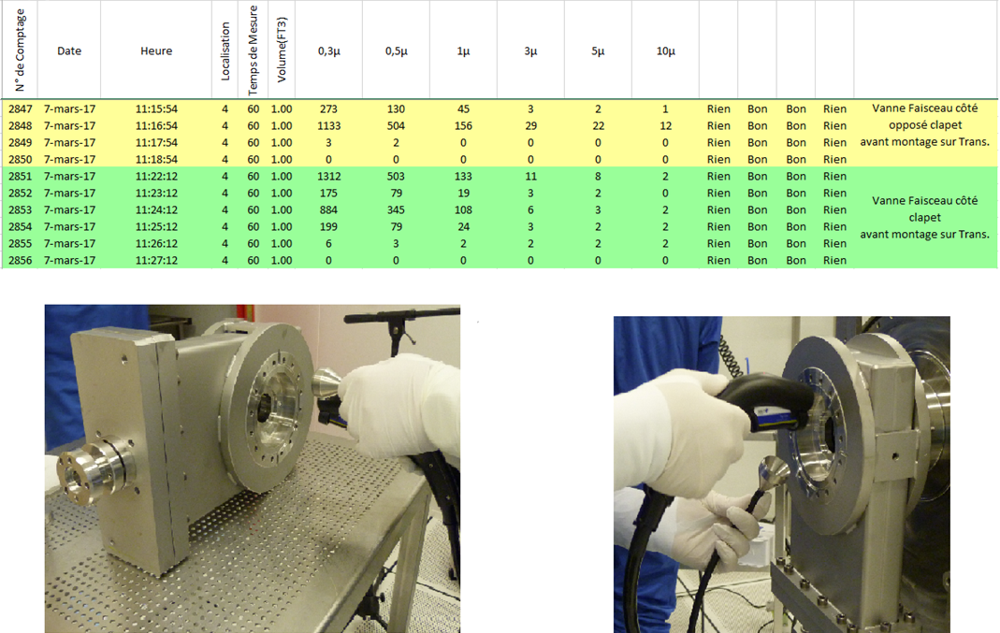 N° de Comptage Date Heure Localisation Temps de Mesure Volume(FT3) 0,3µ 0,5µ 1µ 3µ 5µ 10µ
2847 7-mars-17 11:15:54 4 60 1.00 273 130 45 3 2 1 Rien Bon Bon Rien Vanne Faisceau côté
2848 7-mars-17 11:16:54 4 60 1.00 1133 504 156 29 22 12 Rien Bon Bon Rien opposé clapet
2849 7-mars-17 11:17:54 4 60 1.00 3 2 0 0 0 0 Rien Bon Bon Rien avant montage sur Trans.
2850 7-mars-17 11:18:54 4 60 1.00 0 0 0 0 0 0 Rien Bon Bon Rien
2851 7-mars-17 11:22:12 4 60 1.00 1312 503 133 11 8 2 Rien Bon Bon Rien
2852 7-mars-17 11:23:12 4 60 1.00 175 79 19 3 2 0 Rien Bon Bon Rien
Vanne Faisceau côté
2853 7-mars-17 11:24:12 4 60 1.00 884 345 108 6 3 2 Rien Bon Bon Rien
clapet
2854 7-mars-17 11:25:12 4 60 1.00 199 79 24 3 2 2 Rien Bon Bon Rien
avant montage sur Trans.
2855 7-mars-17 11:26:12 4 60 1.00 6 3 2 2 2 2 Rien Bon Bon Rien
2856 7-mars-17 11:27:12 4 60 1.00 0 0 0 0 0 0 Rien Bon Bon Rien